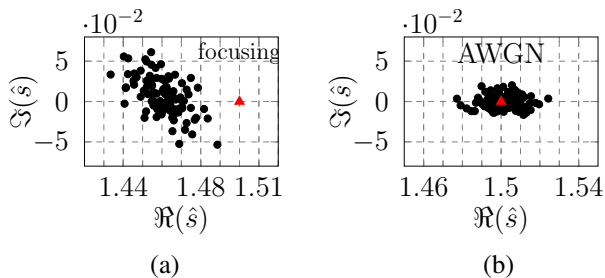 ·10⁻² ·10⁻²
focusing AWGN
5 5
0 0
−5 −5
ℑ(ŝ) ℑ(ŝ)
1.44 1.48 1.51 1.46 1.5 1.54
ℜ(ŝ) ℜ(ŝ)
(a) (b)